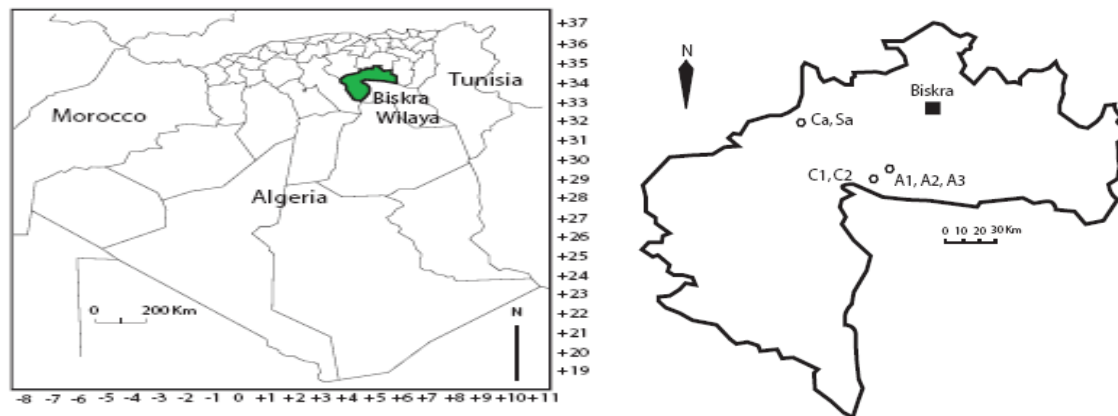 +37
+36
+35
+34
+33
+32
+31
+30
+29
+28
+27
+26
+25
+24
+23
+22
+21
+20
+19
Tunisia
Morocco
Biskra
Wilaya
Algeria
0 200 Km
N
-8 -7 -6 -5 -4 -3 -2 -1 0 +1 +2 +3 +4 +5 +6 +7 +8 +9 +10 +11
N
Biskra
Ca, Sa
C1, C2
A1, A2, A3
0 10 20 30 Km